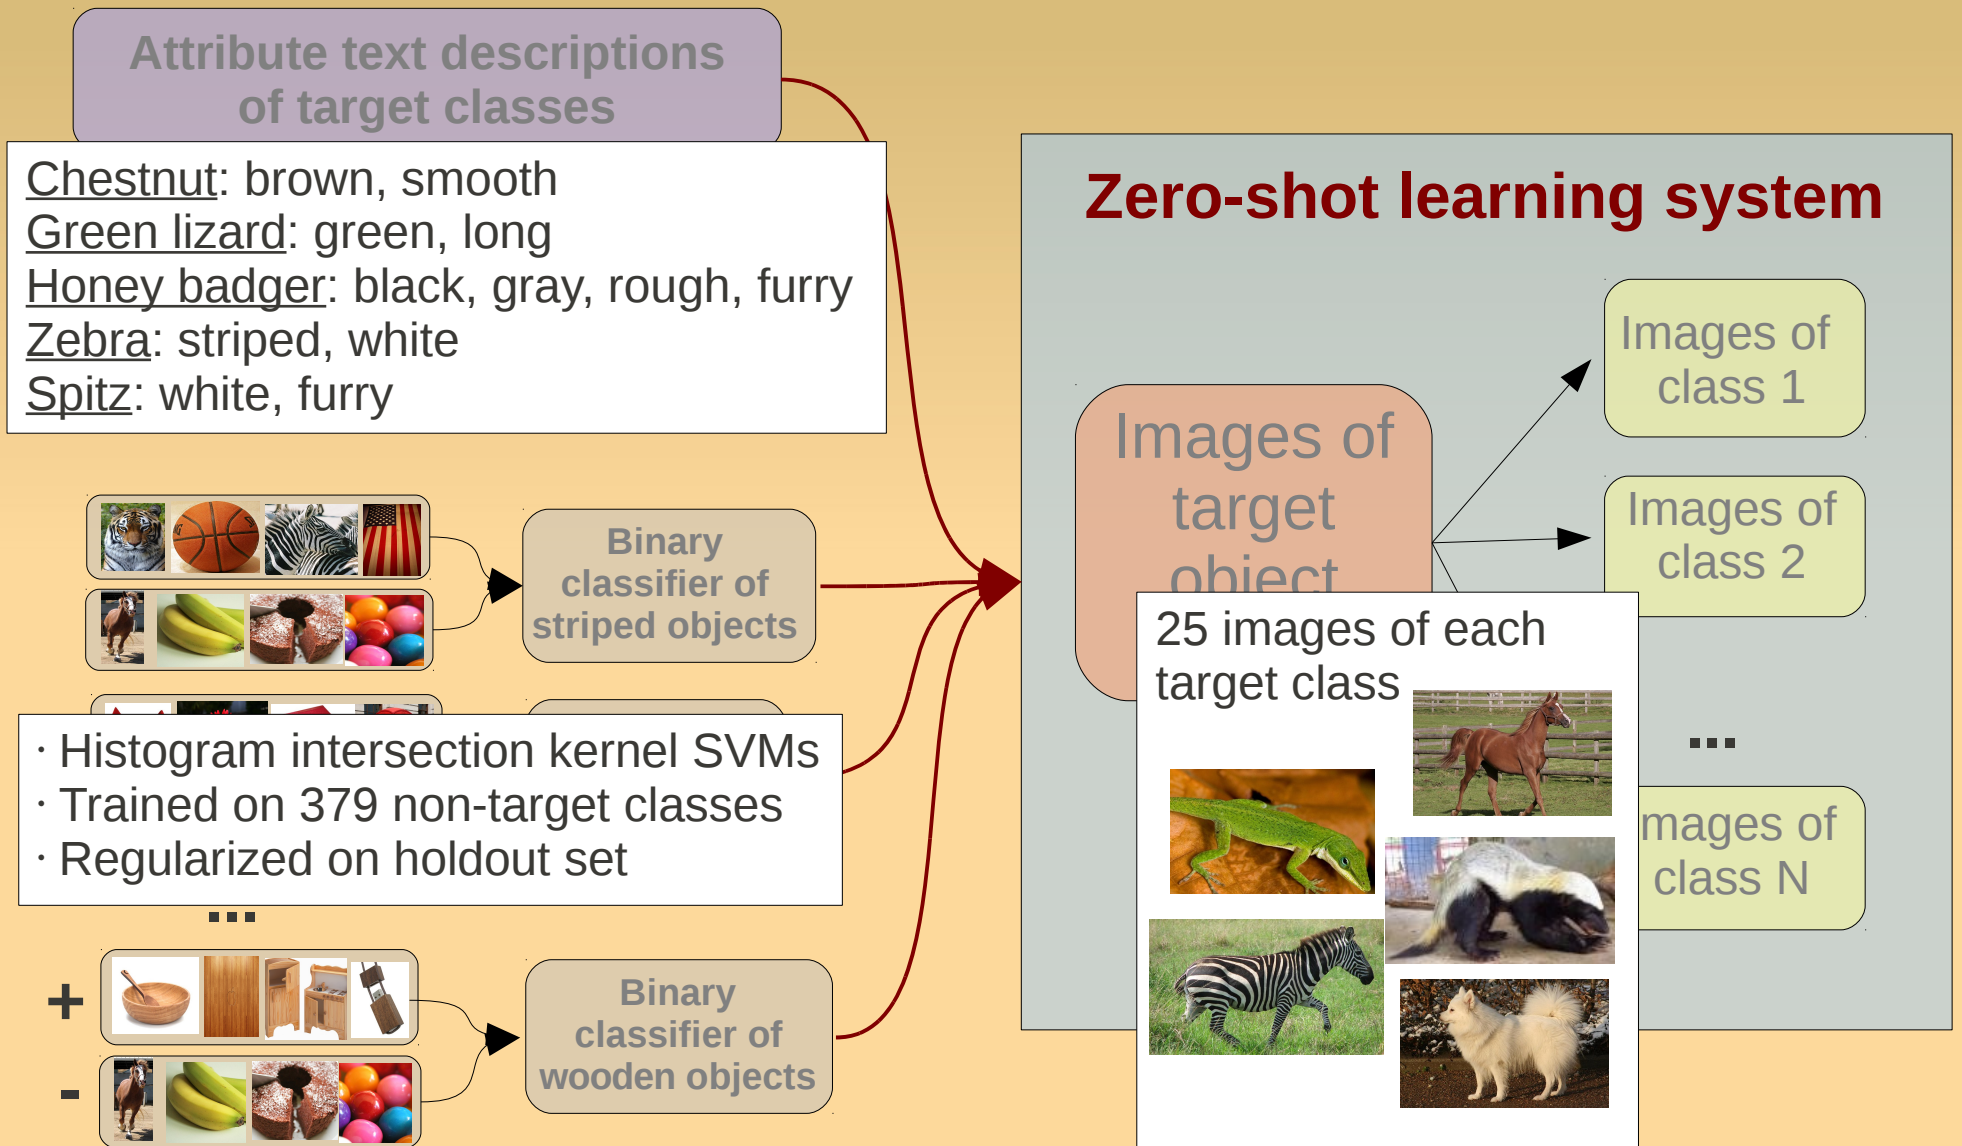 Attribute text descriptions
of target classes
Chestnut: brown, smooth
Green lizard: green, long
Honey badger: black, gray, rough, furry
Zebra: striped, white
Spitz: white, furry
Binary
classifier of
striped objects
· Histogram intersection kernel SVMs
· Trained on 379 non-target classes
· Regularized on holdout set
...
+
-
Binary
classifier of
wooden objects
Zero-shot learning system
Images of
target
object
Images of
class 1
Images of
class 2
...
mages of
class N
25 images of each
target class